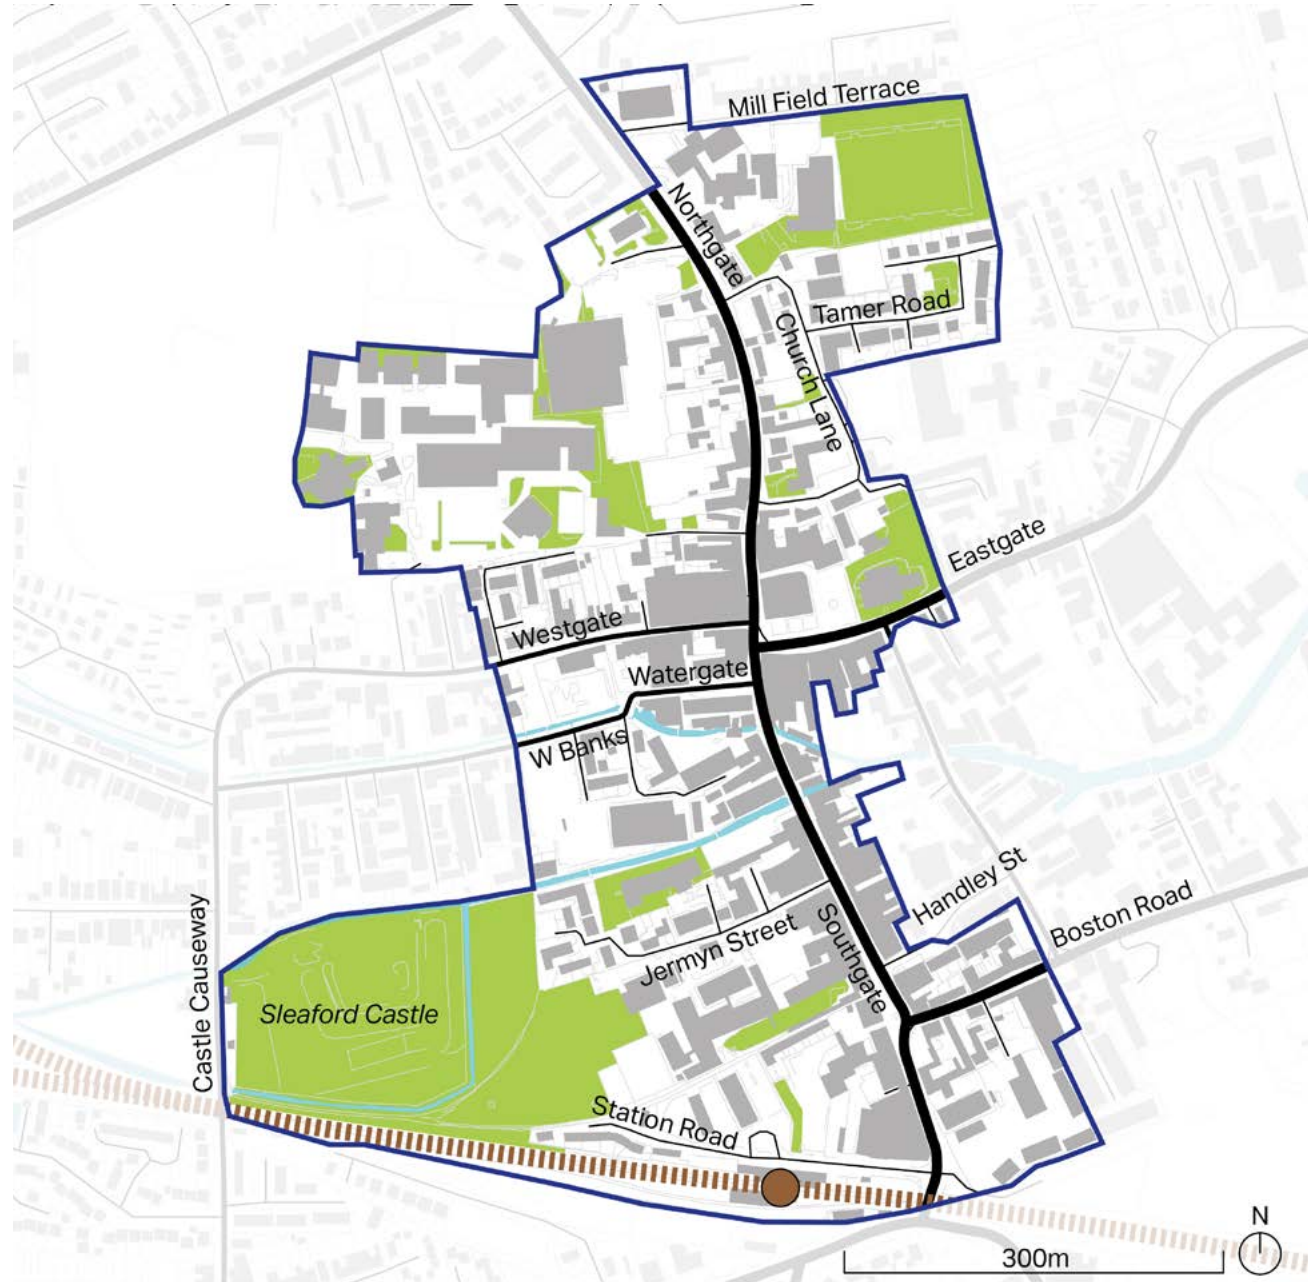 Mill Field Terrace
Northgate
Tamer Road
Church Lane
Eastgate
Westgate
Watergate
W Banks
Handley St
Boston Road
Castle Causeway
Jermyn Street
Southgate
Sleaford Castle
Station Road
N
300m